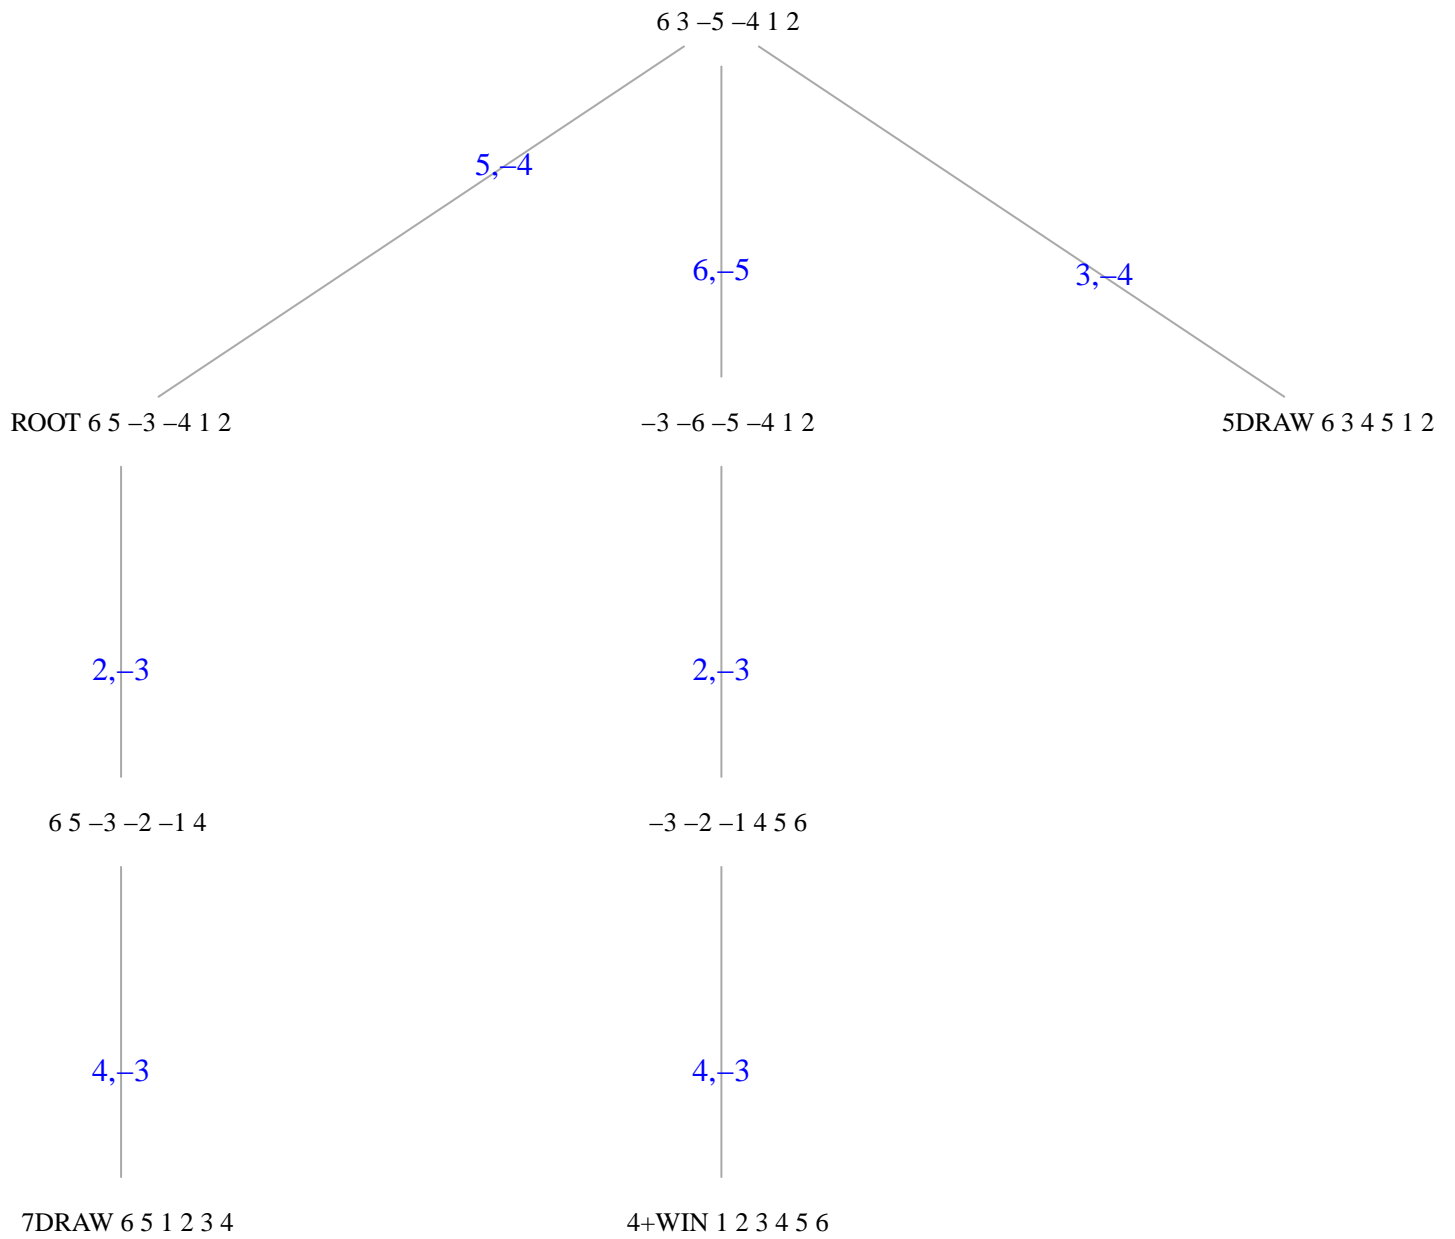 6 3 –5 –4 1 2
5,–4
6,–5
3,–4
ROOT 6 5 –3 –4 1 2
–3 –6 –5 –4 1 2
5DRAW 6 3 4 5 1 2
2,–3
2,–3
6 5 –3 –2 –1 4
–3 –2 –1 4 5 6
4,–3
4,–3
7DRAW 6 5 1 2 3 4
4+WIN 1 2 3 4 5 6